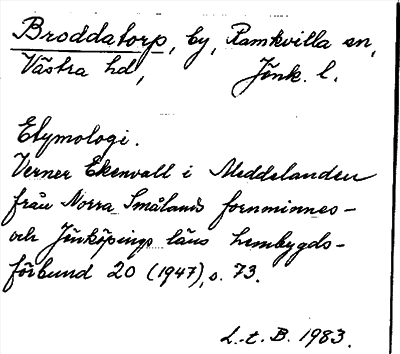 Broddatorp, by, Ramkvilla sn,
Västra hd, Jönk. l.
Etymologi.
Verner Ekenvall i Meddelanden
från Norra Smålands fornminnes-
och Jönköpings läns hembygds-
förbund 20 (1947), s. 73.
L.-t. B. 1983.